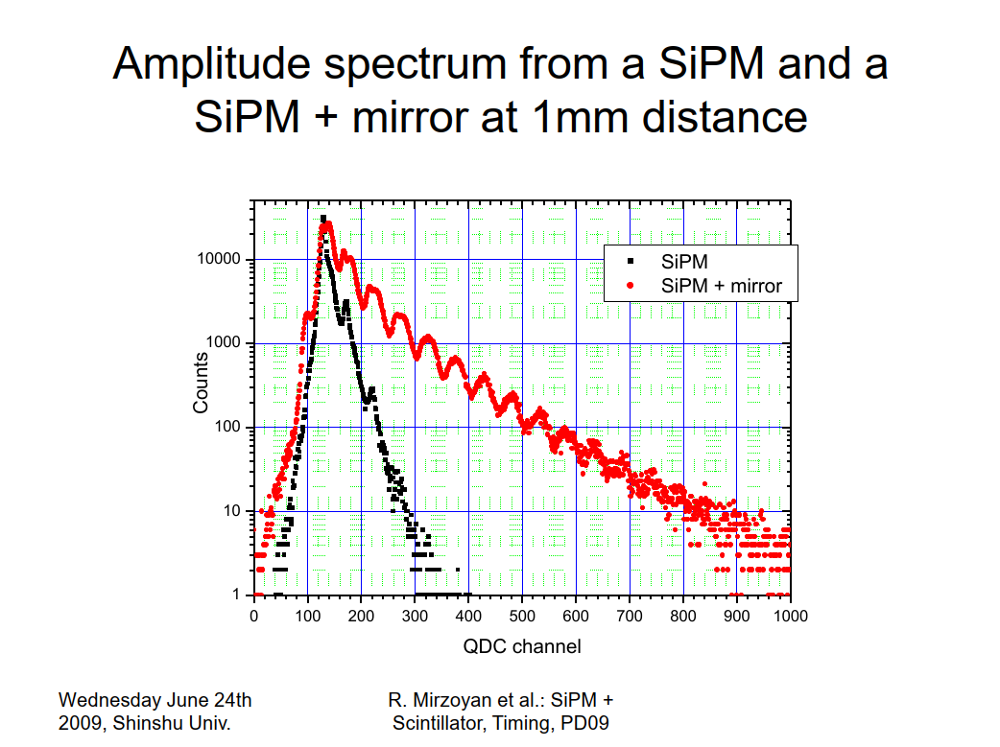 Amplitude spectrum from a SiPM and a
SiPM + mirror at 1mm distance
10000
1000
100
10
1
Counts
SiPM
SiPM + mirror
0 100 200 300 400 500 600 700 800 900 1000
QDC channel
Wednesday June 24th
2009, Shinshu Univ.
R. Mirzoyan et al.: SiPM +
Scintillator, Timing, PD09